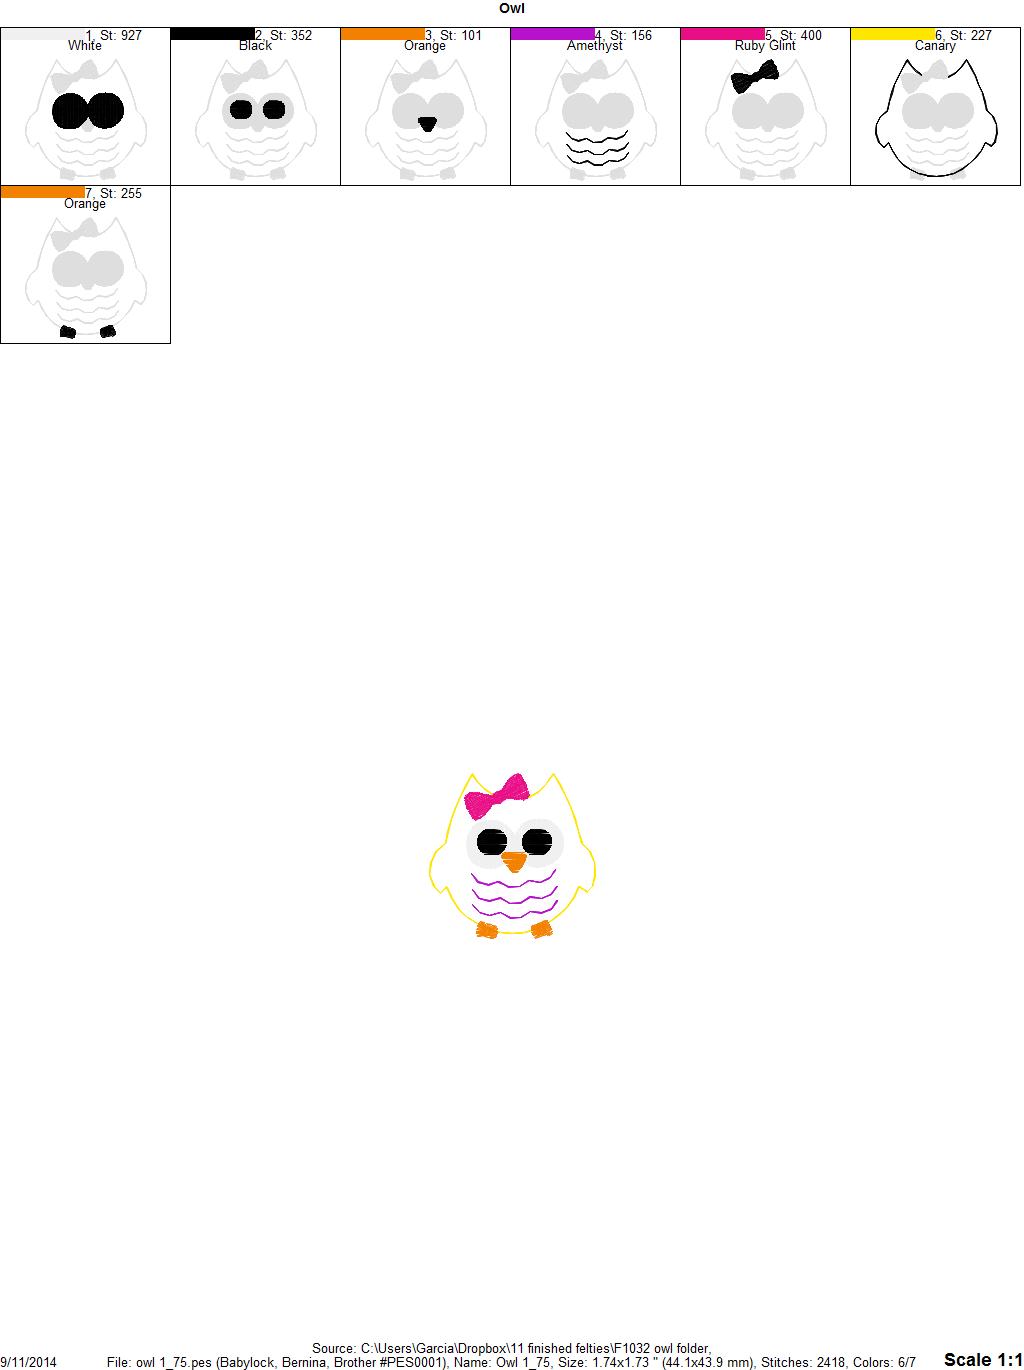 Owl
1, St: 927
White
2, St: 352
Black
3, St: 101
Orange
4, St: 156
Amethyst
5, St: 400
Ruby Glint
6, St: 227
Canary
7, St: 255
Orange
Source: C:\Users\Garcia\Dropbox\11 finished felties\F1032 owl folder,
9/11/2014 File: owl 1_75.pes (Babylock, Bernina, Brother #PES0001), Name: Owl 1_75, Size: 1.74x1.73 " (44.1x43.9 mm), Stitches: 2418, Colors: 6/7 Scale 1:1